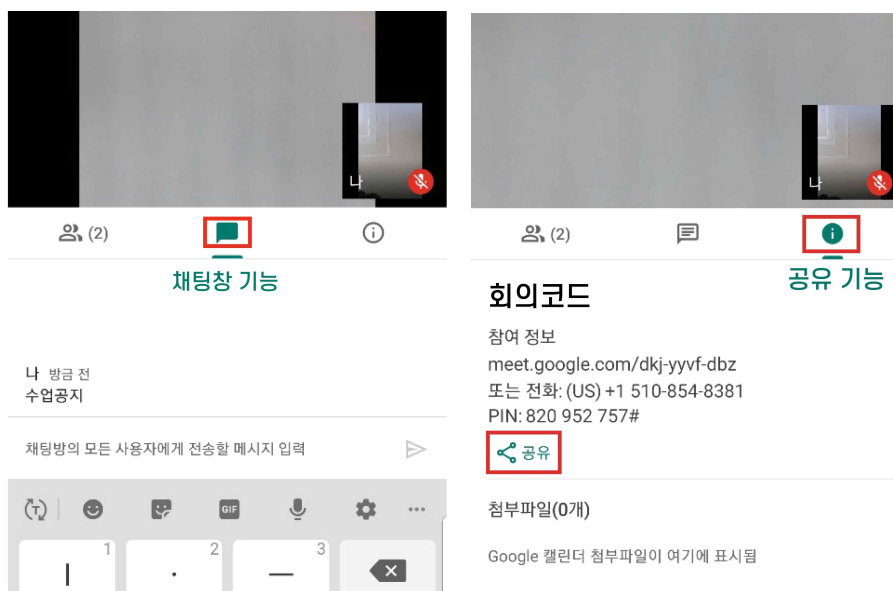 나
(2)
채팅창 기능
나 방금 전
수업공지
채팅방의 모든 사용자에게 전송할 메시지 입력
T
GIF
1
2
3
ㅣ
·
ㅡ
나
(2)
공유 기능
회의코드
참여 정보
meet.google.com/dkj-yyvf-dbz
또는 전화: (US) +1 510-854-8381
PIN: 820 952 757#
공유
첨부파일(0개)
Google 캘린더 첨부파일이 여기에 표시됨